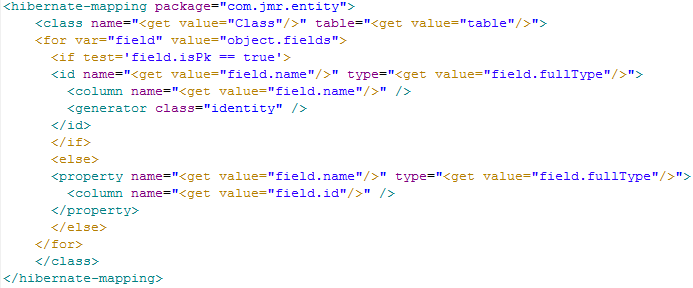 <hibernate-mapping package="com.jmr.entity">
    <class name="<get value="Class"/>" table="<get value="table"/>">
    <for var="field" value="object.fields">
      <if test='field.isPk == true'>
      <id name="<get value="field.name"/>" type="<get value="field.fullType"/>">
        <column name="<get value="field.name"/>" />
        <generator class="identity" />
      </id>
      </if>
      <else>
      <property name="<get value="field.name"/>" type="<get value="field.fullType"/>">
        <column name="<get value="field.id"/>" />
      </property>
      </else>
    </for>
    </class>
</hibernate-mapping>